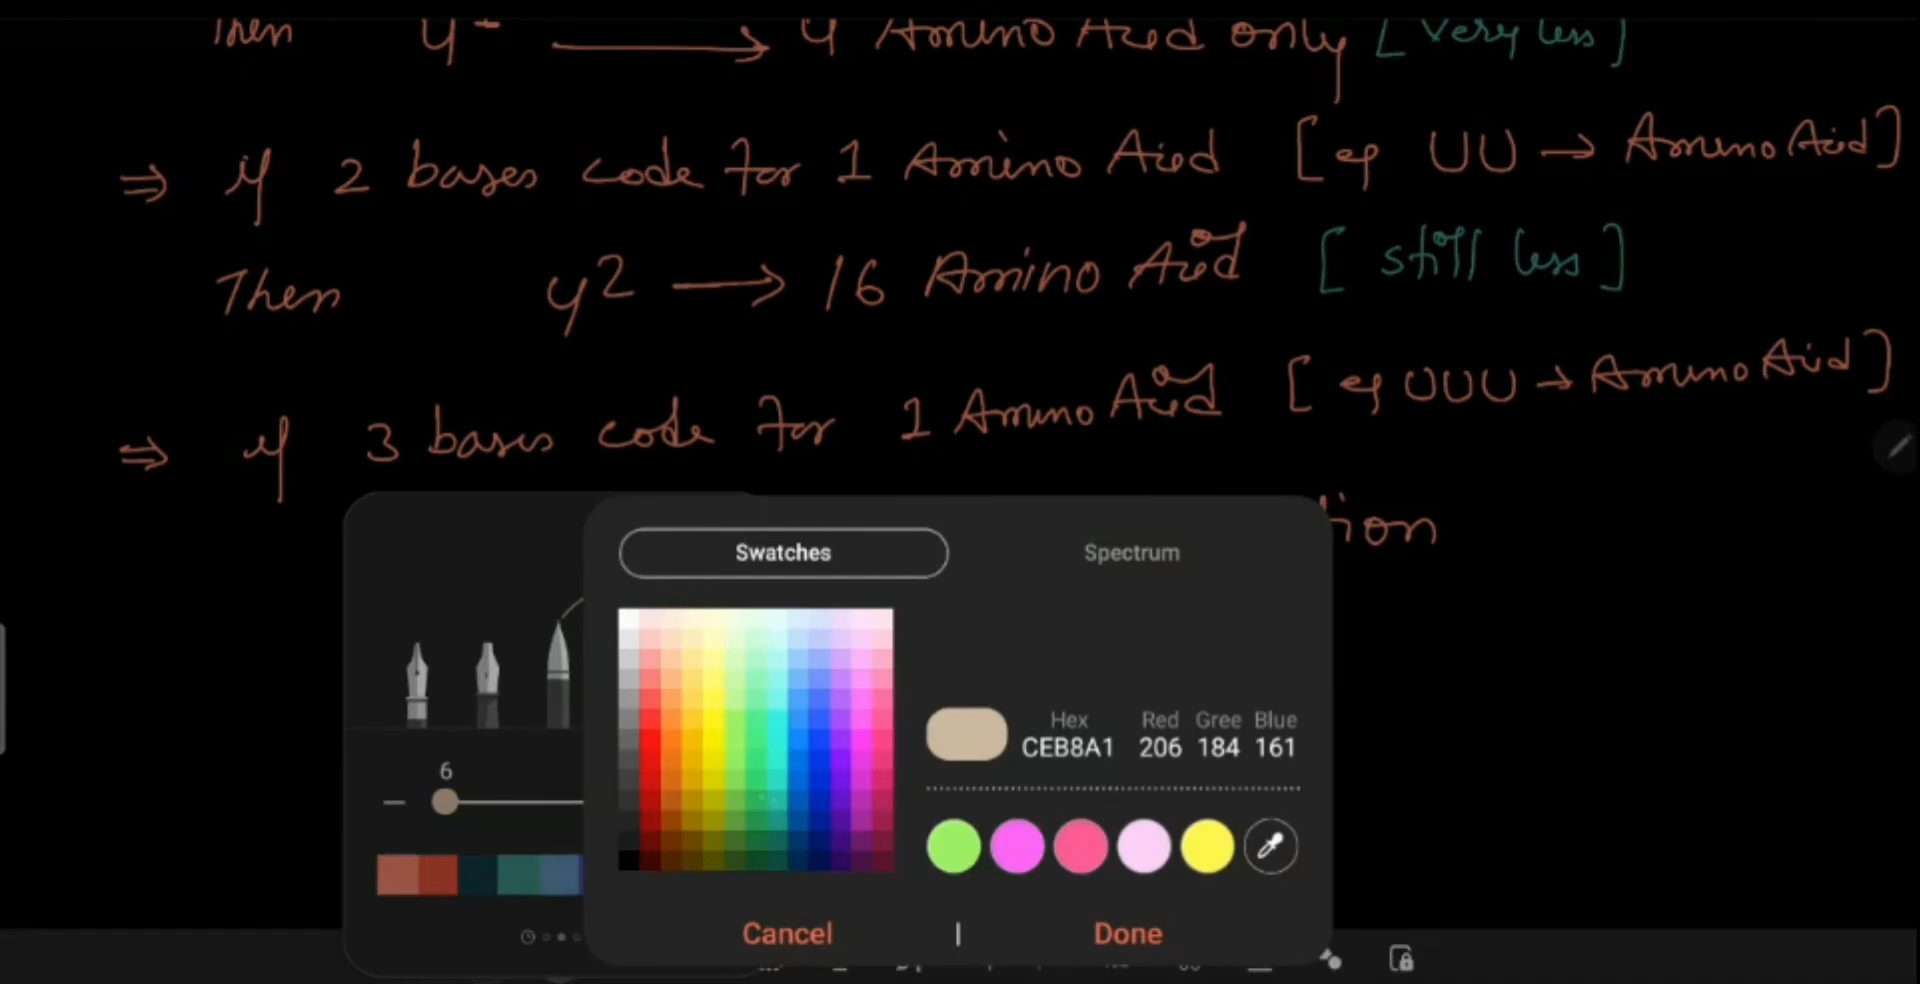 Then 4¹ → 4 Amino Acid only [Very less]
⇒ if 2 bases code for 1 Amino Acid [eg UU → Amino Acid]
Then 4² → 16 Amino Acid [still less]
⇒ if 3 bases code for 1 Amino Acid [eg UUU → Amino Acid]
tion
Swatches Spectrum
Hex Red Gree Blue
CEB8A1 206 184 161
6
Cancel | Done